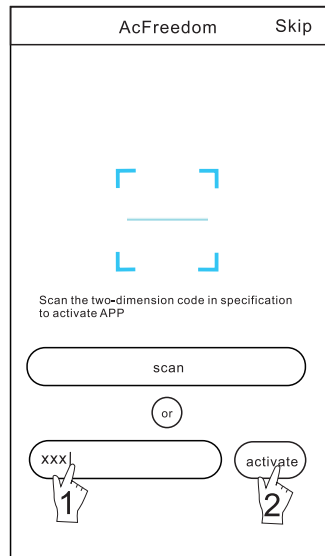 AcFreedom Skip
Scan the two-dimension code in specification
to activate APP
scan
or
xxx activate
1 2